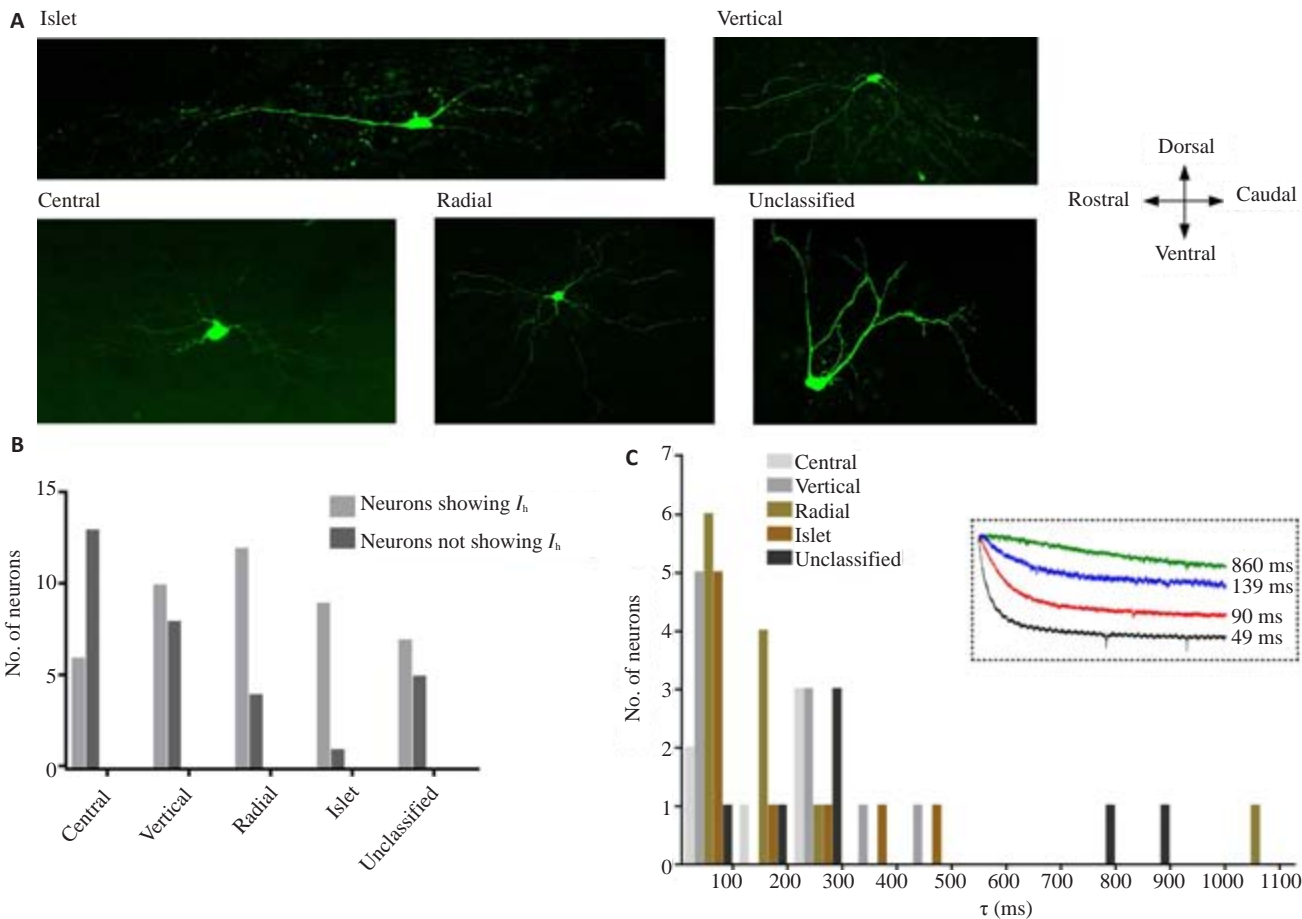 A
Islet
Vertical
Central
Radial
Unclassified
Dorsal
Rostral
Caudal
Ventral
B
15
10
5
0
No. of neurons
Neurons showing Ih
Neurons not showing Ih
Central
Vertical
Radial
Islet
Unclassified
C
7
6
5
4
3
2
1
0
No. of neurons
Central
Vertical
Radial
Islet
Unclassified
860 ms
139 ms
90 ms
49 ms
100 200 300 400 500 600 700 800 900 1000 1100
τ (ms)